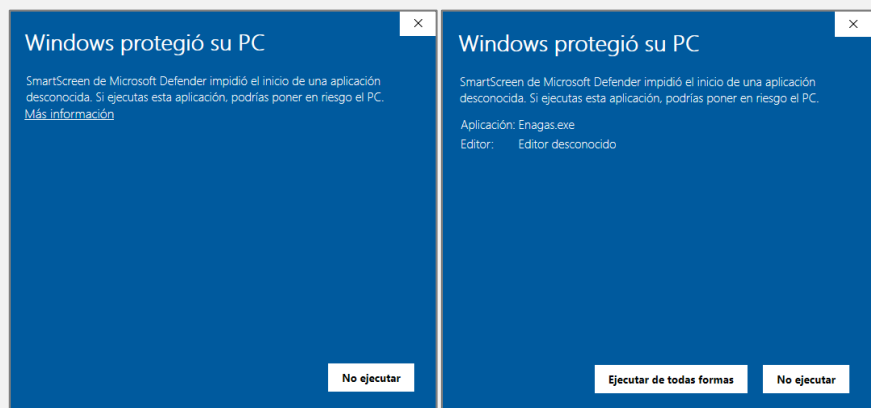 Windows protegió su PC
SmartScreen de Microsoft Defender impidió el inicio de una aplicación
desconocida. Si ejecutas esta aplicación, podrías poner en riesgo el PC.
Más información
No ejecutar
Windows protegió su PC
SmartScreen de Microsoft Defender impidió el inicio de una aplicación
desconocida. Si ejecutas esta aplicación, podrías poner en riesgo el PC.
Aplicación: Enagas.exe
Editor: Editor desconocido
Ejecutar de todas formas No ejecutar